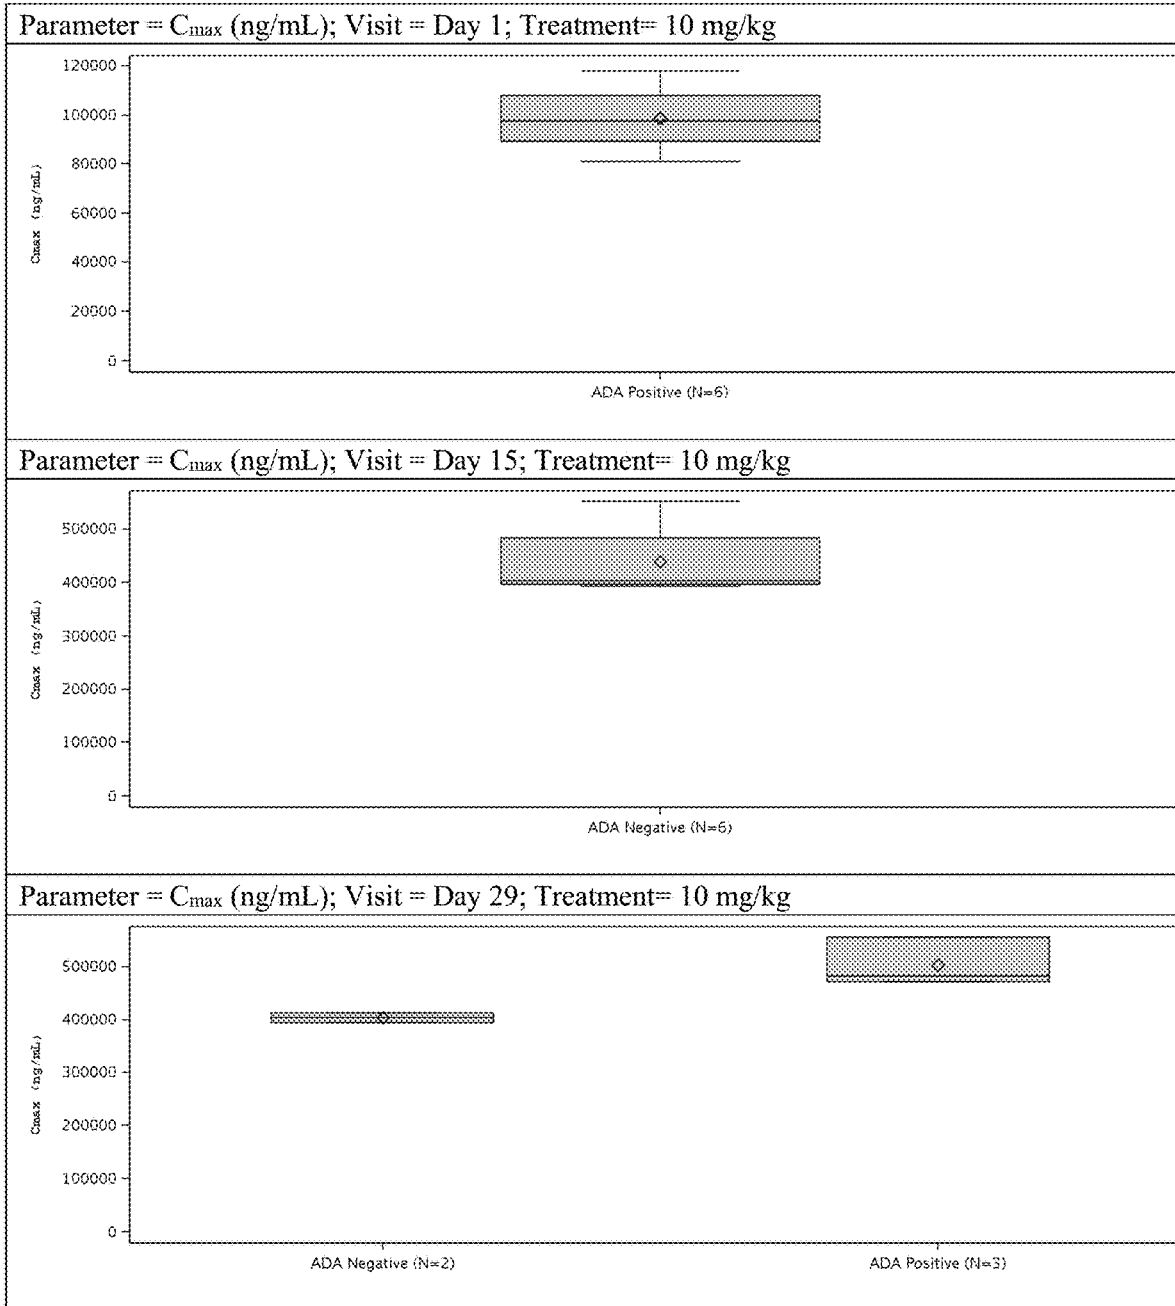 Parameter = Cmax (ng/mL); Visit = Day 1; Treatment= 10 mg/kg
120000
100000
80000
60000
40000
20000
0
Cmax (ng/mL)
ADA Positive (N=6)
Parameter = Cmax (ng/mL); Visit = Day 15; Treatment= 10 mg/kg
500000
400000
300000
200000
100000
0
Cmax (ng/mL)
ADA Negative (N=6)
Parameter = Cmax (ng/mL); Visit = Day 29; Treatment= 10 mg/kg
500000
400000
300000
200000
100000
0
Cmax (ng/mL)
ADA Negative (N=2)
ADA Positive (N=3)